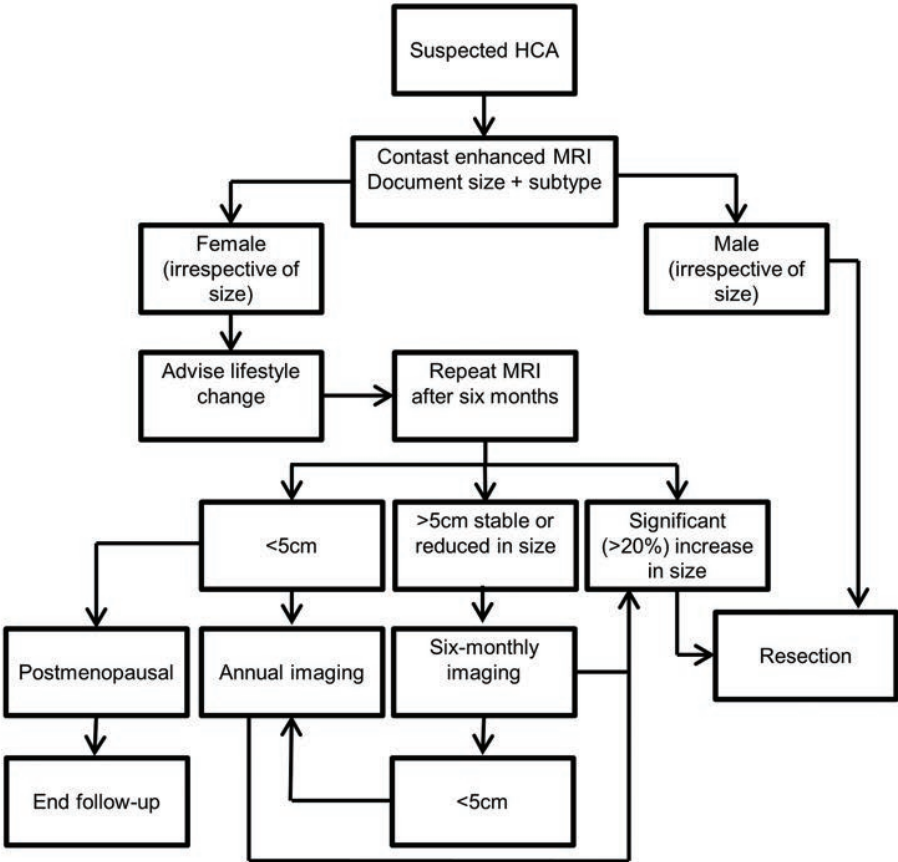 Suspected HCA
Contast enhanced MRI
Document size + subtype
Female
(irrespective of
size)
Male
(irrespective of
size)
Advise lifestyle
change
Repeat MRI
after six months
<5cm
>5cm stable or
reduced in size
Significant
(>20%) increase
in size
Postmenopausal
Annual imaging
Six-monthly
imaging
Resection
End follow-up
<5cm